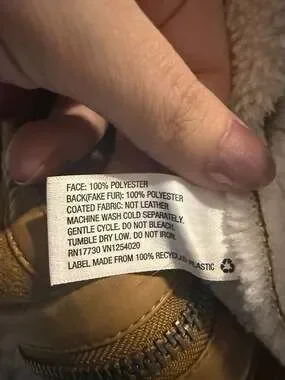 FACE: 100% POLYESTER
BACK(FAKE FUR): 100% POLYESTER
COATED FABRIC: NOT LEATHER
MACHINE WASH COLD SEPARATELY.
GENTLE CYCLE. DO NOT BLEACH.
TUMBLE DRY LOW. DO NOT IRON.
RN17730 VN1254020
LABEL MADE FROM 100% RECYCLED PLASTIC